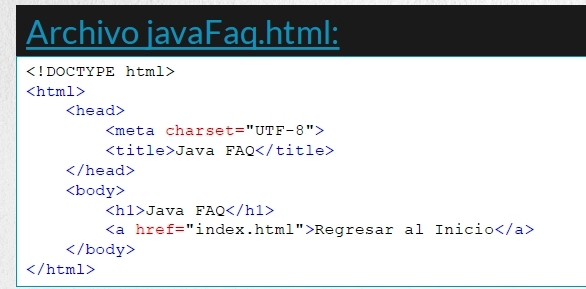 Archivo javaFaq.html:
<!DOCTYPE html>
<html>
    <head>
        <meta charset="UTF-8">
        <title>Java FAQ</title>
    </head>
    <body>
        <h1>Java FAQ</h1>
        <a href="index.html">Regresar al Inicio</a>
    </body>
</html>